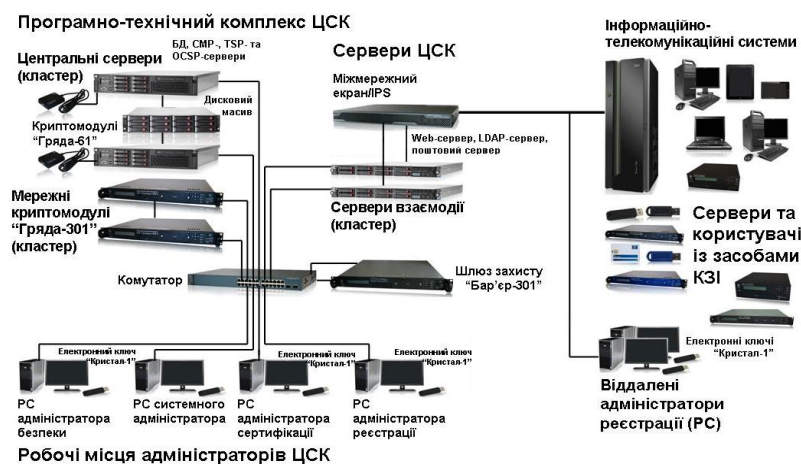 Програмно-технічний комплекс ЦСК
Центральні сервери
(кластер)
БД, CMP-, TSP- та
OCSP-сервери
Дисковий
масив
Криптомодулі
“Гряда-61”
Мережні
криптомодулі
“Гряда-301”
(кластер)
Сервери ЦСК
Міжмережний
екран/IPS
Web-сервер, LDAP-сервер,
поштовий сервер
Сервери взаємодії
(кластер)
Комутатор
Шлюз захисту
“Бар’єр-301”
Інформаційно-
телекомунікаційні системи
Сервери та
користувачі
із засобами
КЗІ
Електронні ключі
“Кристал-1”
Віддалені
адміністратори
реєстрації (РС)
Електронний ключ
“Кристал-1”
Електронний ключ
“Кристал-1”
Електронний ключ
“Кристал-1”
РС
адміністратора
безпеки
РС системного
адміністратора
РС
адміністратора
сертифікації
РС
адміністратора
реєстрації
Робочі місця адміністраторів ЦСК